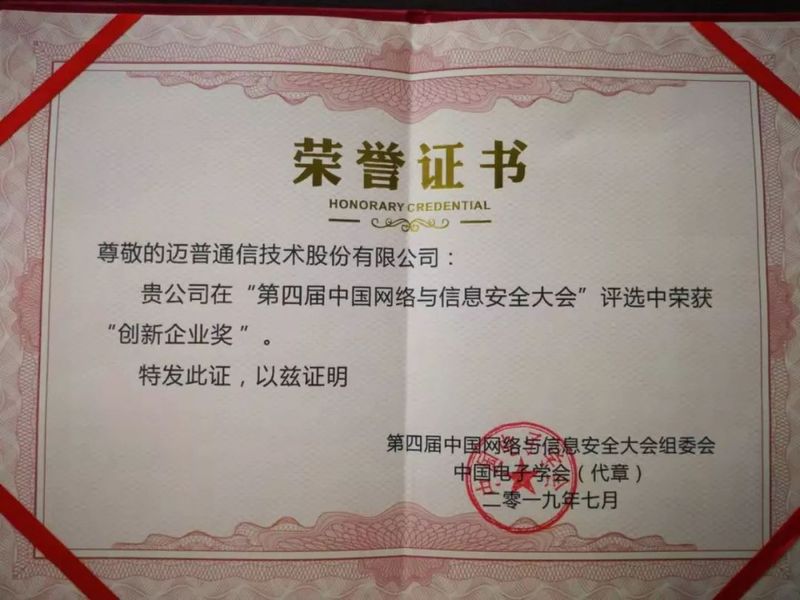 荣誉证书
HONORARY CREDENTIAL
尊敬的迈普通信技术股份有限公司：
贵公司在“第四届中国网络与信息安全大会”评选中荣获
“创新企业奖”。
特发此证，以兹证明
第四届中国网络与信息安全大会组委会
中国电子学会（代章）
二零一九年七月